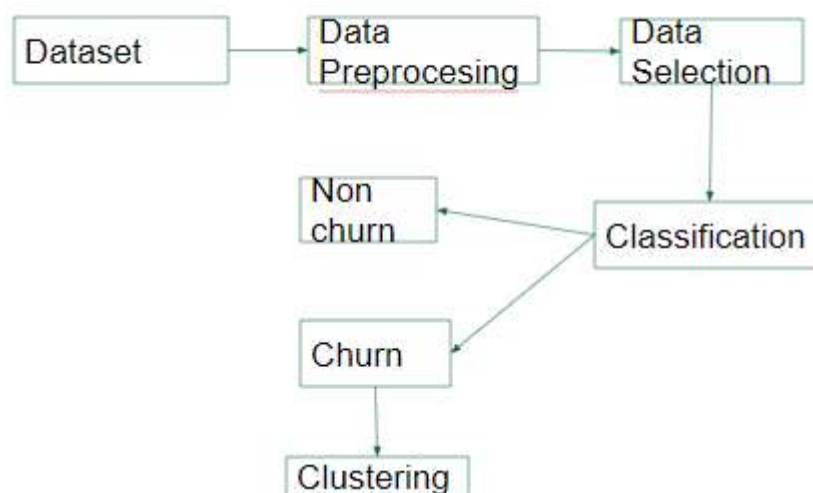 Dataset
Data
Preprocesing
Data
Selection
Non
churn
Classification
Churn
Clustering